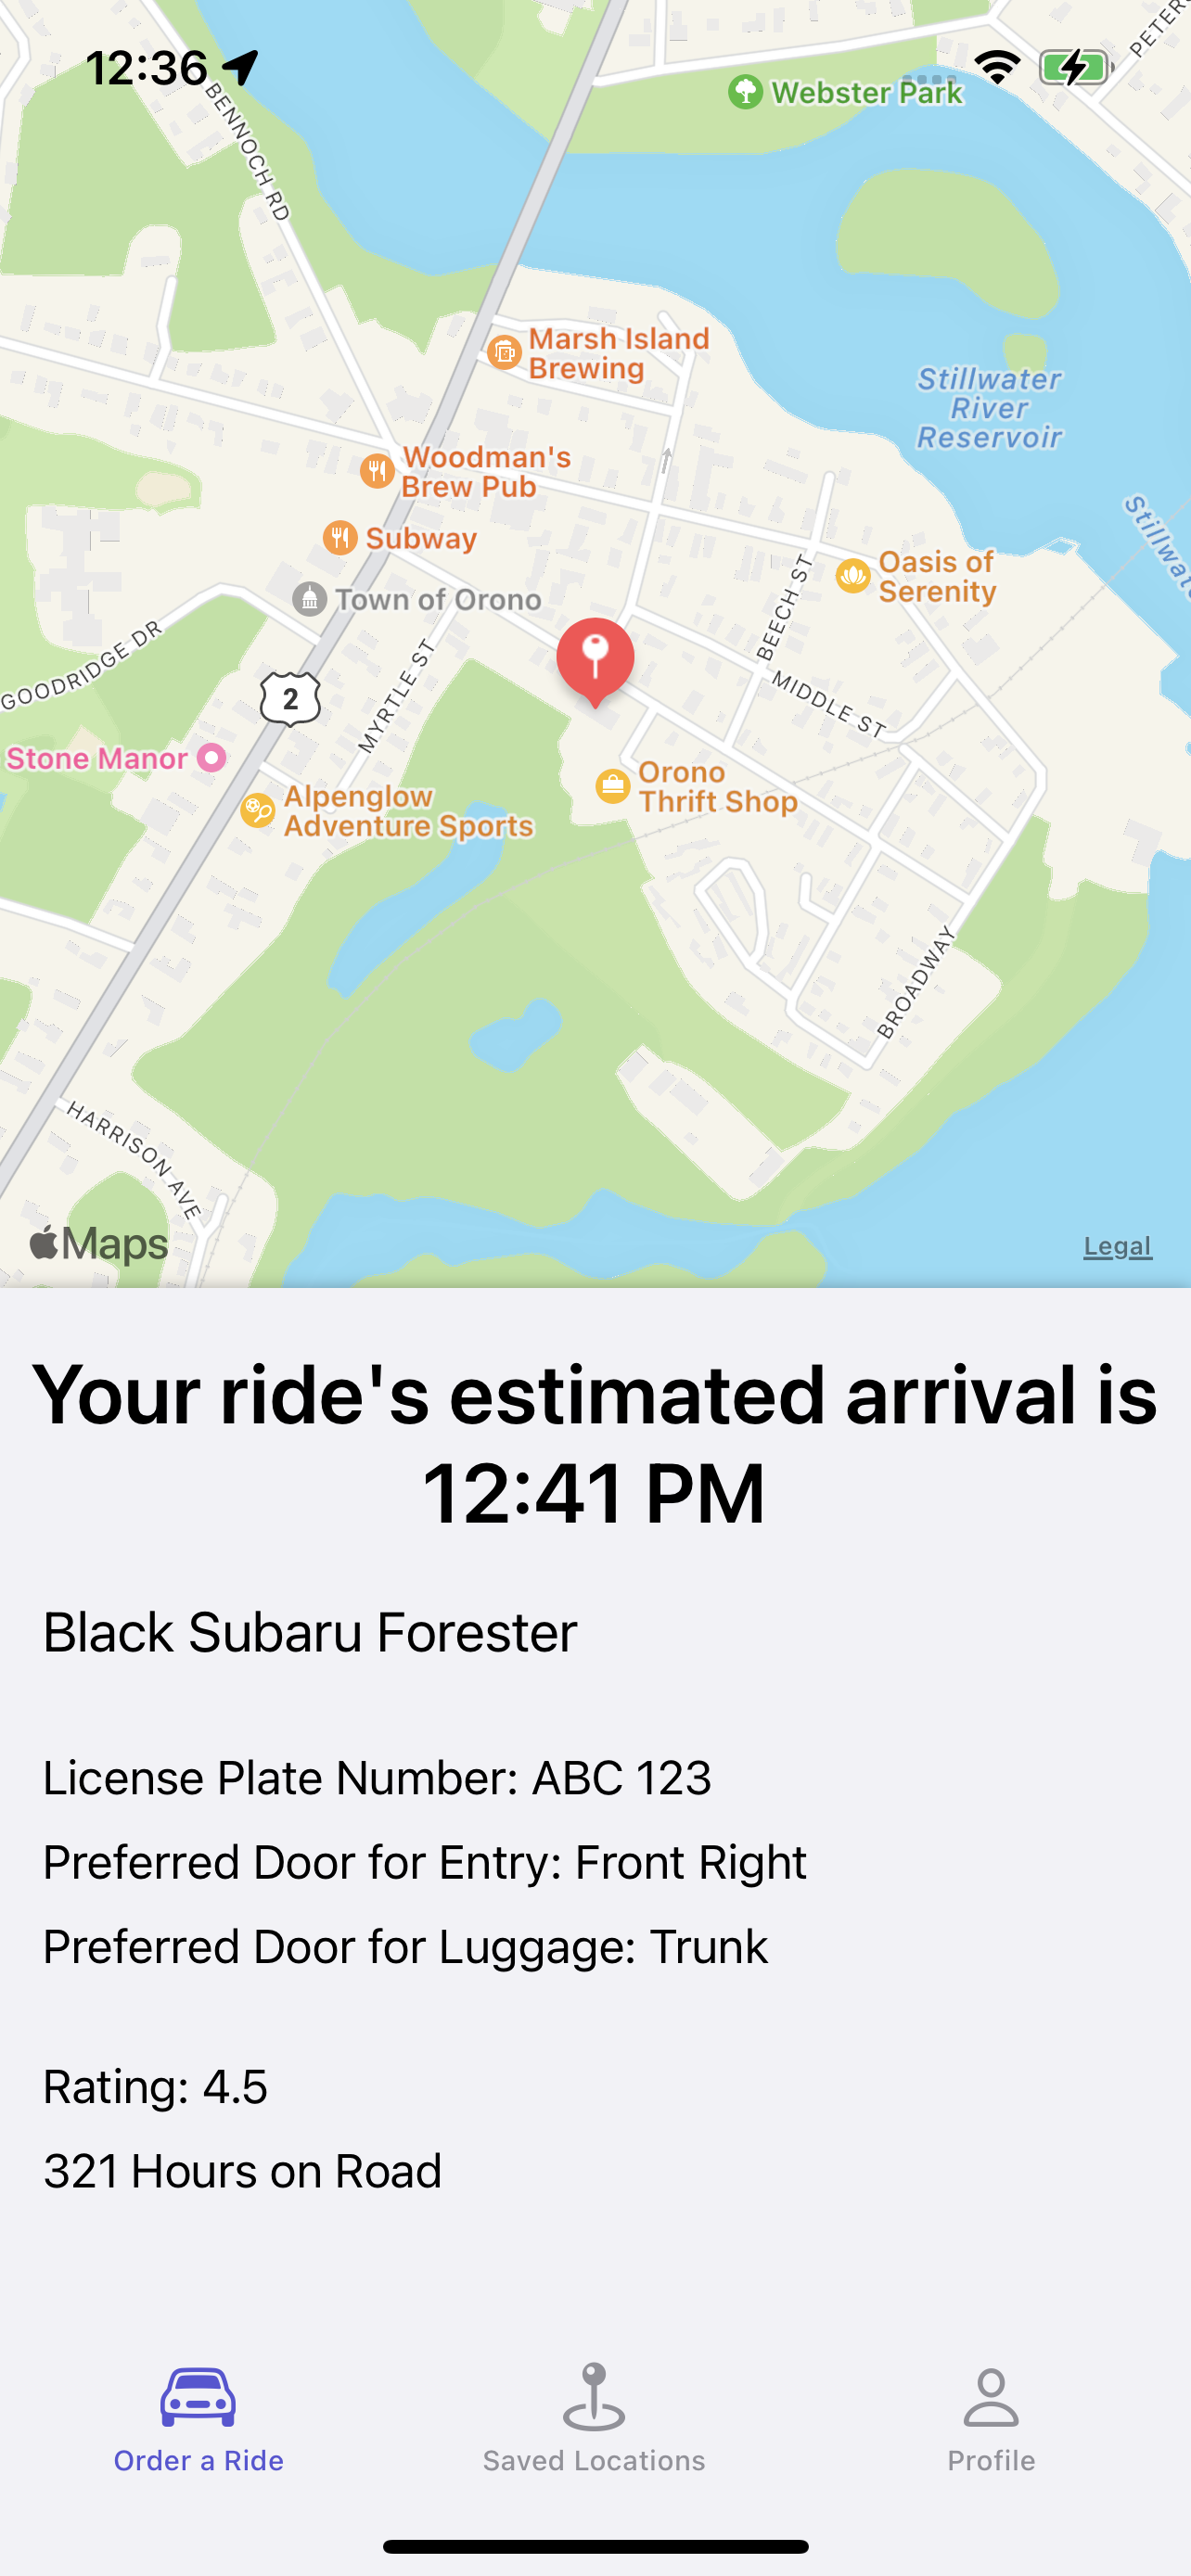 12:36
PETERS
Webster Park
BENNOCH RD
Marsh Island
Brewing
Stillwater
River
Reservoir
Woodman's
Brew Pub
Subway
Oasis of
Serenity
Town of Orono
BEECH ST
GOODRIDGE DR
MYRTLE ST
2
MIDDLE ST
Stone Manor
Orono
Thrift Shop
Alpenglow
Adventure Sports
BROADWAY
HARRISON AVE
Maps
Legal
Your ride's estimated arrival is
12:41 PM
Black Subaru Forester
License Plate Number: ABC 123
Preferred Door for Entry: Front Right
Preferred Door for Luggage: Trunk
Rating: 4.5
321 Hours on Road
Order a Ride
Saved Locations
Profile